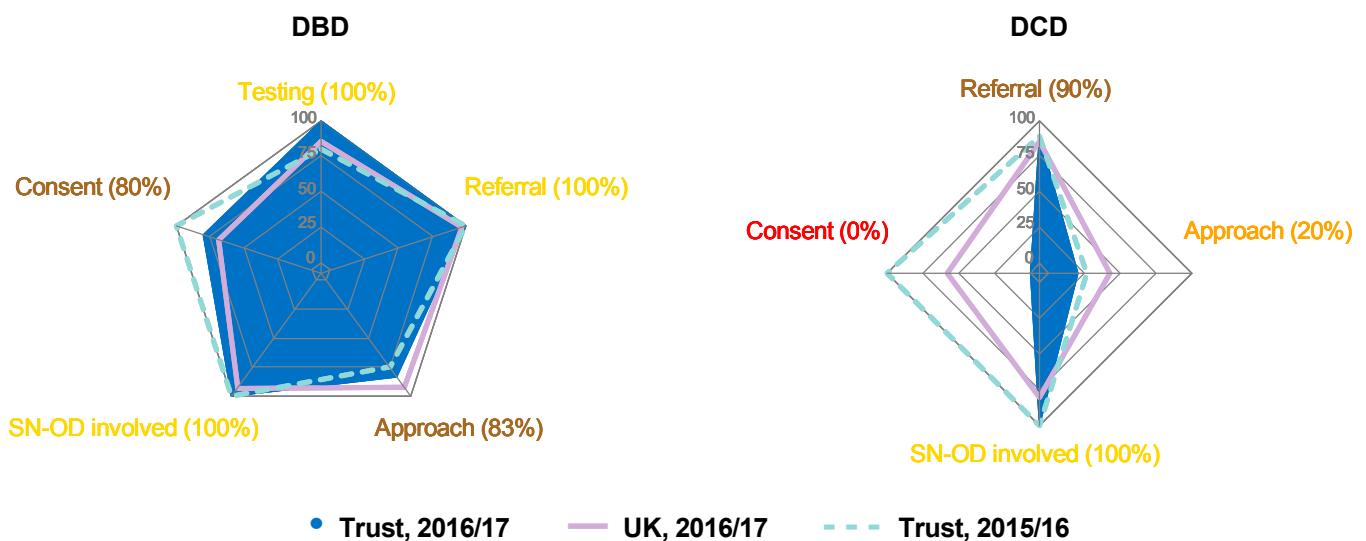 DBD
Testing (100%)
100
75
50
25
0
Consent (80%)
Referral (100%)
SN-OD involved (100%)
Approach (83%)
DCD
Referral (90%)
100
75
50
25
0
Consent (0%)
Approach (20%)
SN-OD involved (100%)
Trust, 2016/17
UK, 2016/17
Trust, 2015/16